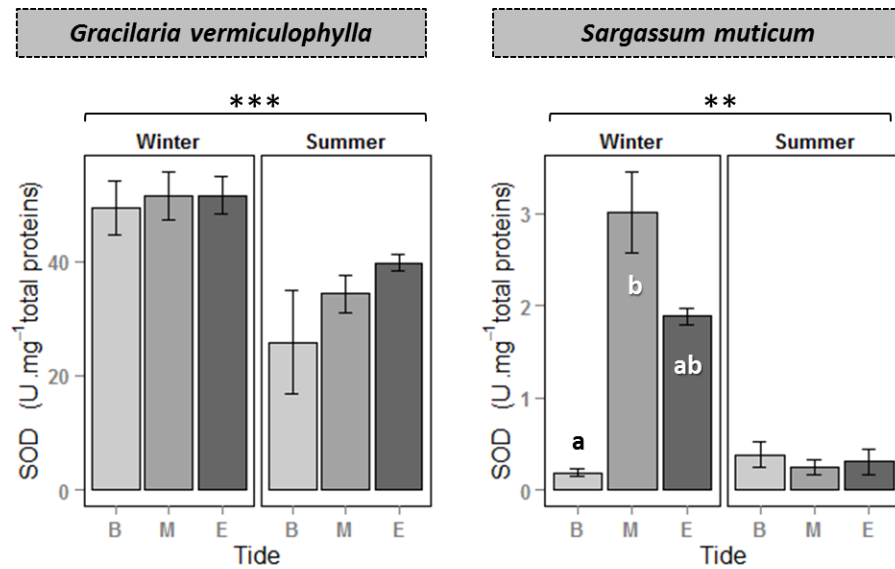 Gracilaria vermiculophylla
Sargassum muticum
***
Winter
Summer
SOD (U.mg⁻¹total proteins)
40
20
0
B M E
B M E
Tide
**
Winter
Summer
SOD (U.mg⁻¹total proteins)
3
2
1
0
a
b
ab
B M E
B M E
Tide